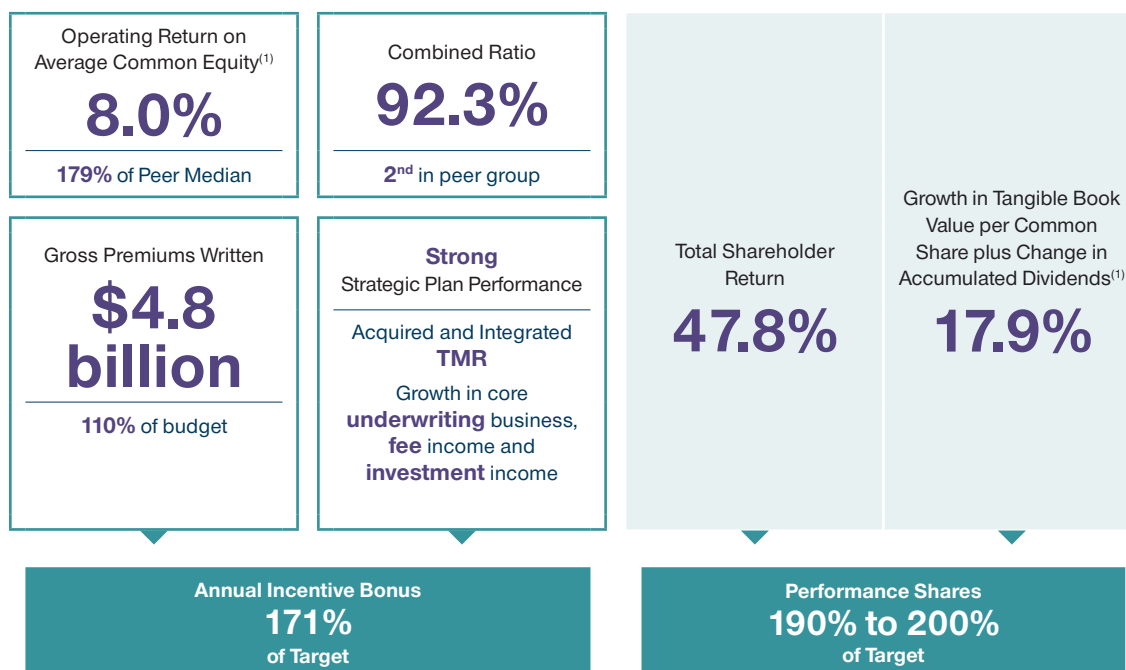 Operating Return on
Average Common Equity(1)
8.0%
179% of Peer Median
Combined Ratio
92.3%
2nd in peer group
Gross Premiums Written
$4.8
billion
110% of budget
Strong
Strategic Plan Performance
Acquired and Integrated
TMR
Growth in core
underwriting business,
fee income and
investment income
Annual Incentive Bonus
171%
of Target
Total Shareholder
Return
47.8%
Growth in Tangible Book
Value per Common
Share plus Change in
Accumulated Dividends(1)
17.9%
Performance Shares
190% to 200%
of Target